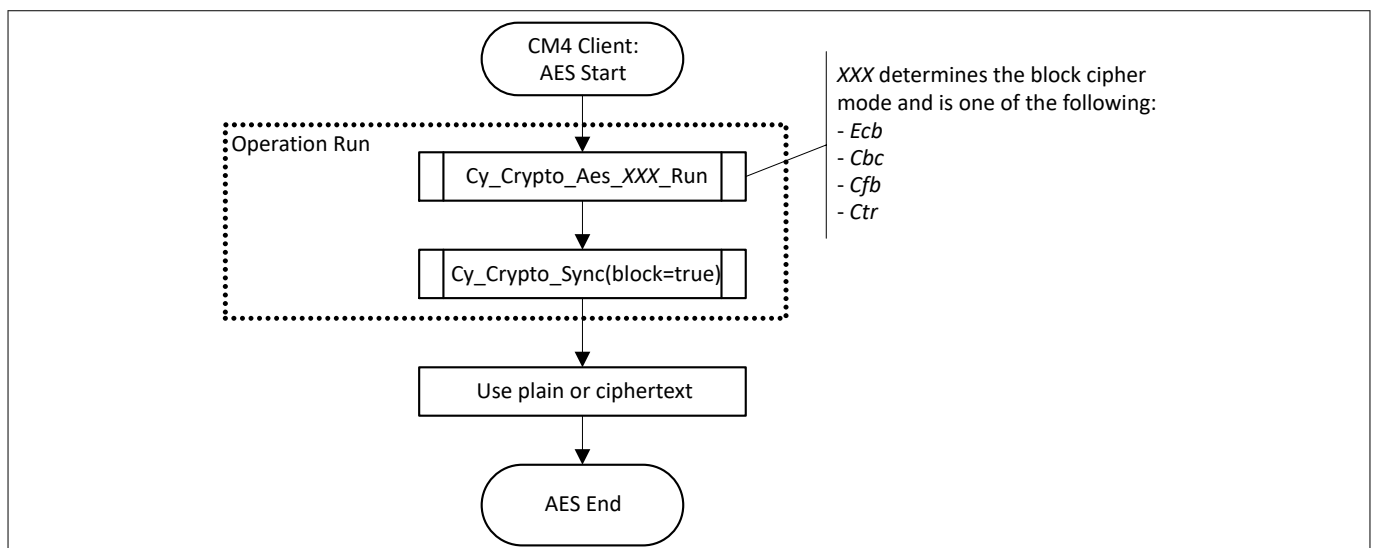 CM4 Client:
AES Start
XXX determines the block cipher
mode and is one of the following:
- Ecb
- Cbc
- Cfb
- Ctr
Operation Run
Cy_Crypto_Aes_XXX_Run
Cy_Crypto_Sync(block=true)
Use plain or ciphertext
AES End